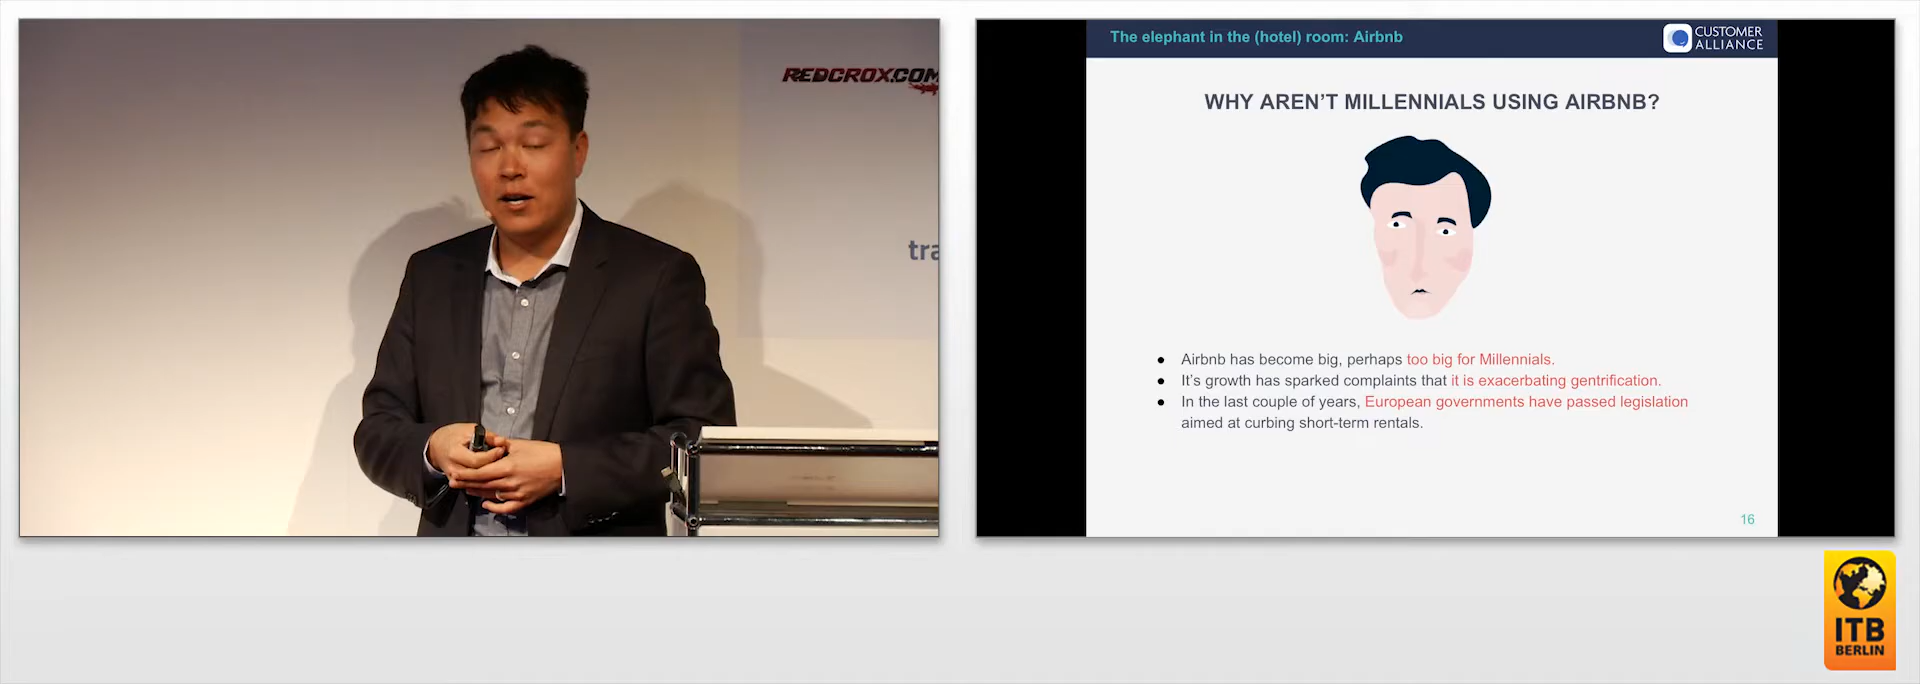 REDCROX.COM
tra
The elephant in the (hotel) room: Airbnb
CUSTOMER
ALLIANCE
WHY AREN'T MILLENNIALS USING AIRBNB?
● Airbnb has become big, perhaps too big for Millennials.
● It's growth has sparked complaints that it is exacerbating gentrification.
● In the last couple of years, European governments have passed legislation
aimed at curbing short-term rentals.
16
ITB
BERLIN